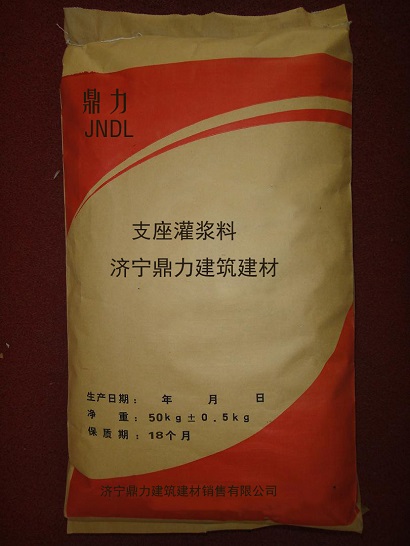 鼎力
JNDL
支座灌浆料
济宁鼎力建筑建材
生产日期： 年 月 日
净 重：50kg±0.5kg
保质期：18个月
济宁鼎力建筑建材销售有限公司